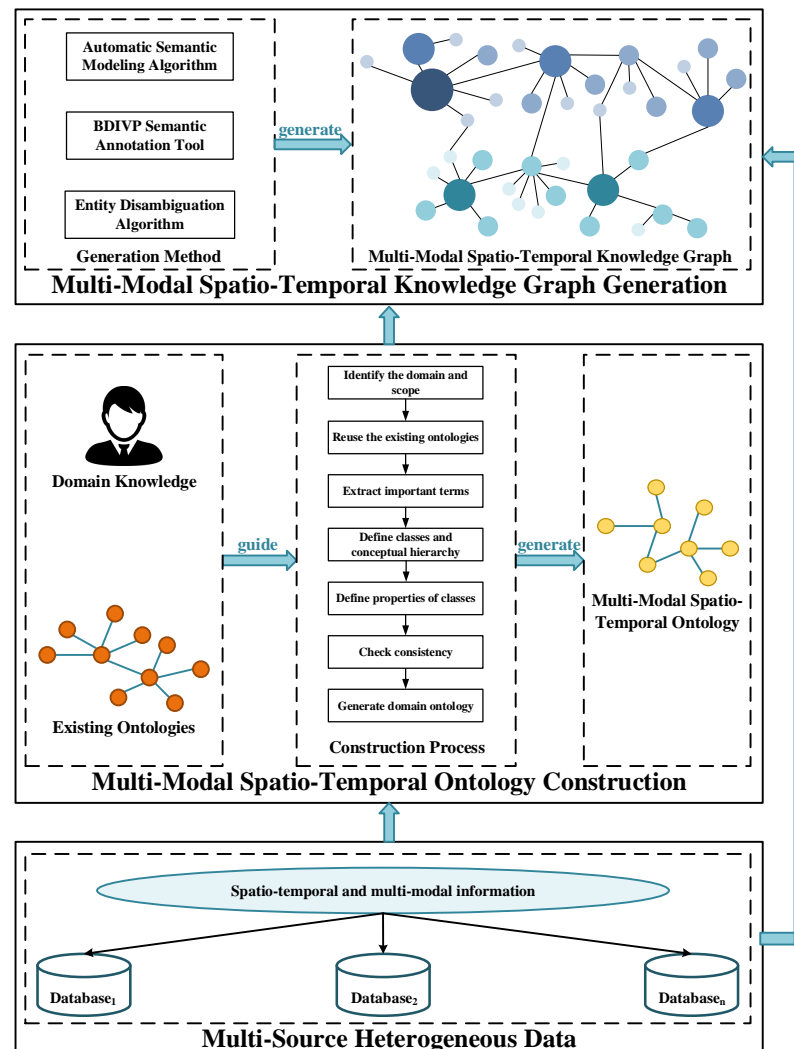 Automatic Semantic
Modeling Algorithm
BDIVP Semantic
Annotation Tool
Entity Disambiguation
Algorithm
Generation Method
generate
Multi-Modal Spatio-Temporal Knowledge Graph
Multi-Modal Spatio-Temporal Knowledge Graph Generation
Domain Knowledge
Existing Ontologies
guide
Identify the domain and
scope
Reuse the existing ontologies
Extract important terms
Define classes and
conceptual hierarchy
Define properties of classes
Check consistency
Generate domain ontology
Construction Process
generate
Multi-Modal Spatio-
Temporal Ontology
Multi-Modal Spatio-Temporal Ontology Construction
Spatio-temporal and multi-modal information
Database₁
Database₂
Databaseₙ
Multi-Source Heterogeneous Data